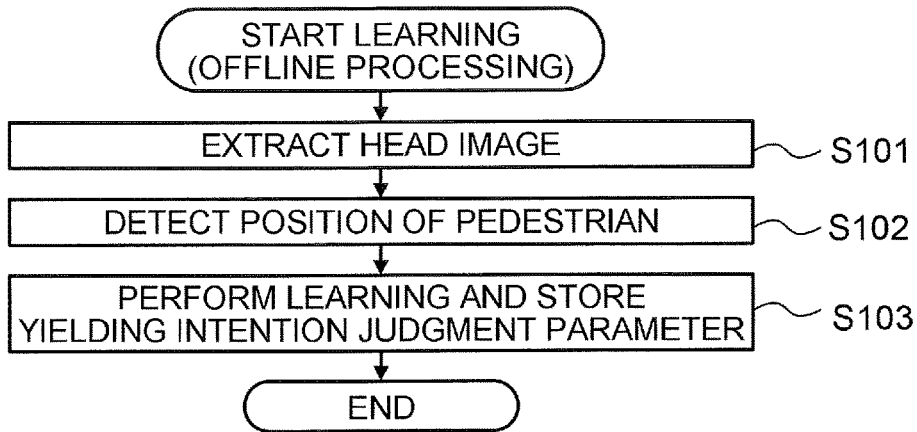 START LEARNING
(OFFLINE PROCESSING)
EXTRACT HEAD IMAGE
S101
DETECT POSITION OF PEDESTRIAN
S102
PERFORM LEARNING AND STORE
YIELDING INTENTION JUDGMENT PARAMETER
S103
END